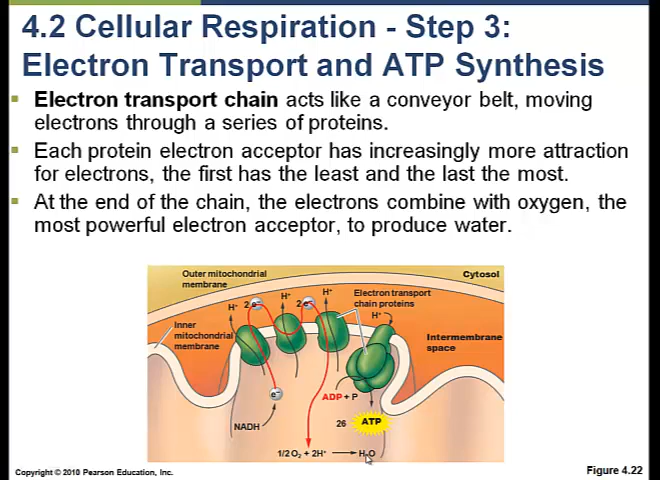 4.2 Cellular Respiration - Step 3:
Electron Transport and ATP Synthesis
Electron transport chain acts like a conveyor belt, moving
electrons through a series of proteins.
Each protein electron acceptor has increasingly more attraction
for electrons, the first has the least and the last the most.
At the end of the chain, the electrons combine with oxygen, the
most powerful electron acceptor, to produce water.
Outer mitochondrial
membrane
Cytosol
H⁺
2 e⁻
H⁺
2 e⁻
H⁺
Electron transport
chain proteins
H⁺
Inner
mitochondrial
membrane
Intermembrane
space
e⁻
NADH
ADP + P
26 ATP
1/2 O₂ + 2H⁺ H₂O
Copyright © 2010 Pearson Education, Inc.
Figure 4.22